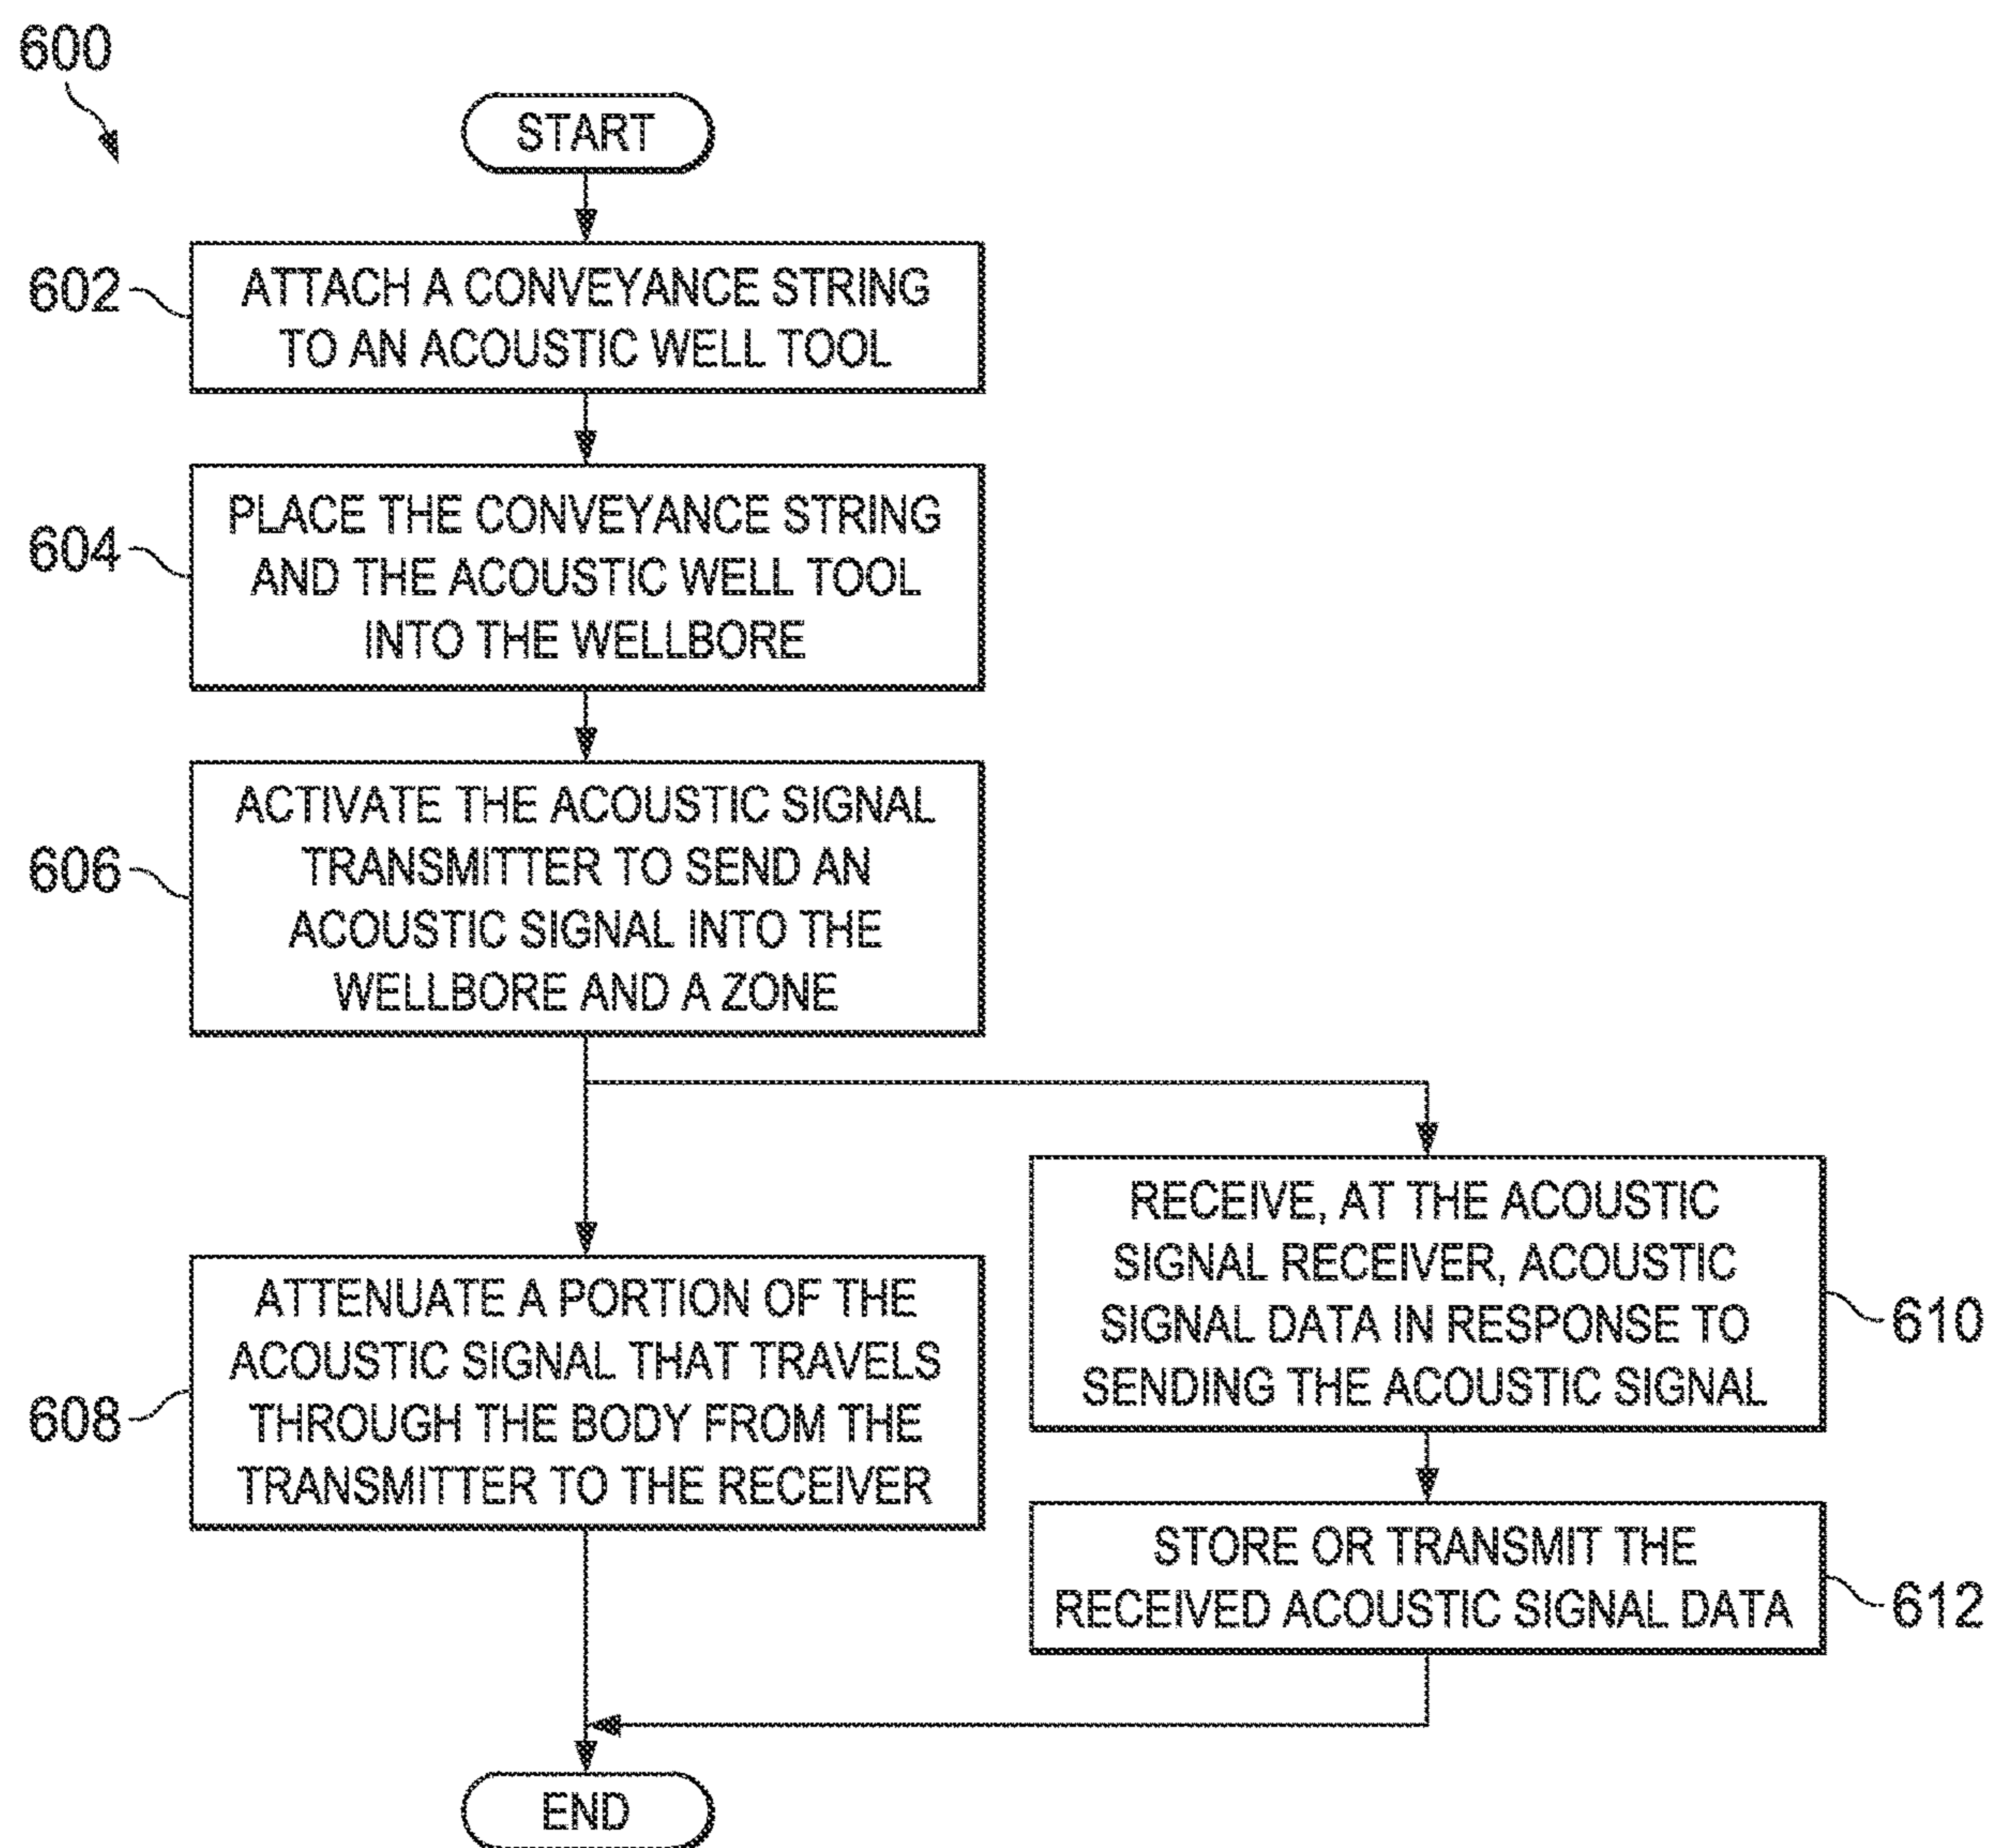 600
START
602
ATTACH A CONVEYANCE STRING
TO AN ACOUSTIC WELL TOOL
604
PLACE THE CONVEYANCE STRING
AND THE ACOUSTIC WELL TOOL
INTO THE WELLBORE
606
ACTIVATE THE ACOUSTIC SIGNAL
TRANSMITTER TO SEND AN
ACOUSTIC SIGNAL INTO THE
WELLBORE AND A ZONE
608
ATTENUATE A PORTION OF THE
ACOUSTIC SIGNAL THAT TRAVELS
THROUGH THE BODY FROM THE
TRANSMITTER TO THE RECEIVER
RECEIVE, AT THE ACOUSTIC
SIGNAL RECEIVER, ACOUSTIC
SIGNAL DATA IN RESPONSE TO
SENDING THE ACOUSTIC SIGNAL
610
STORE OR TRANSMIT THE
RECEIVED ACOUSTIC SIGNAL DATA
612
END